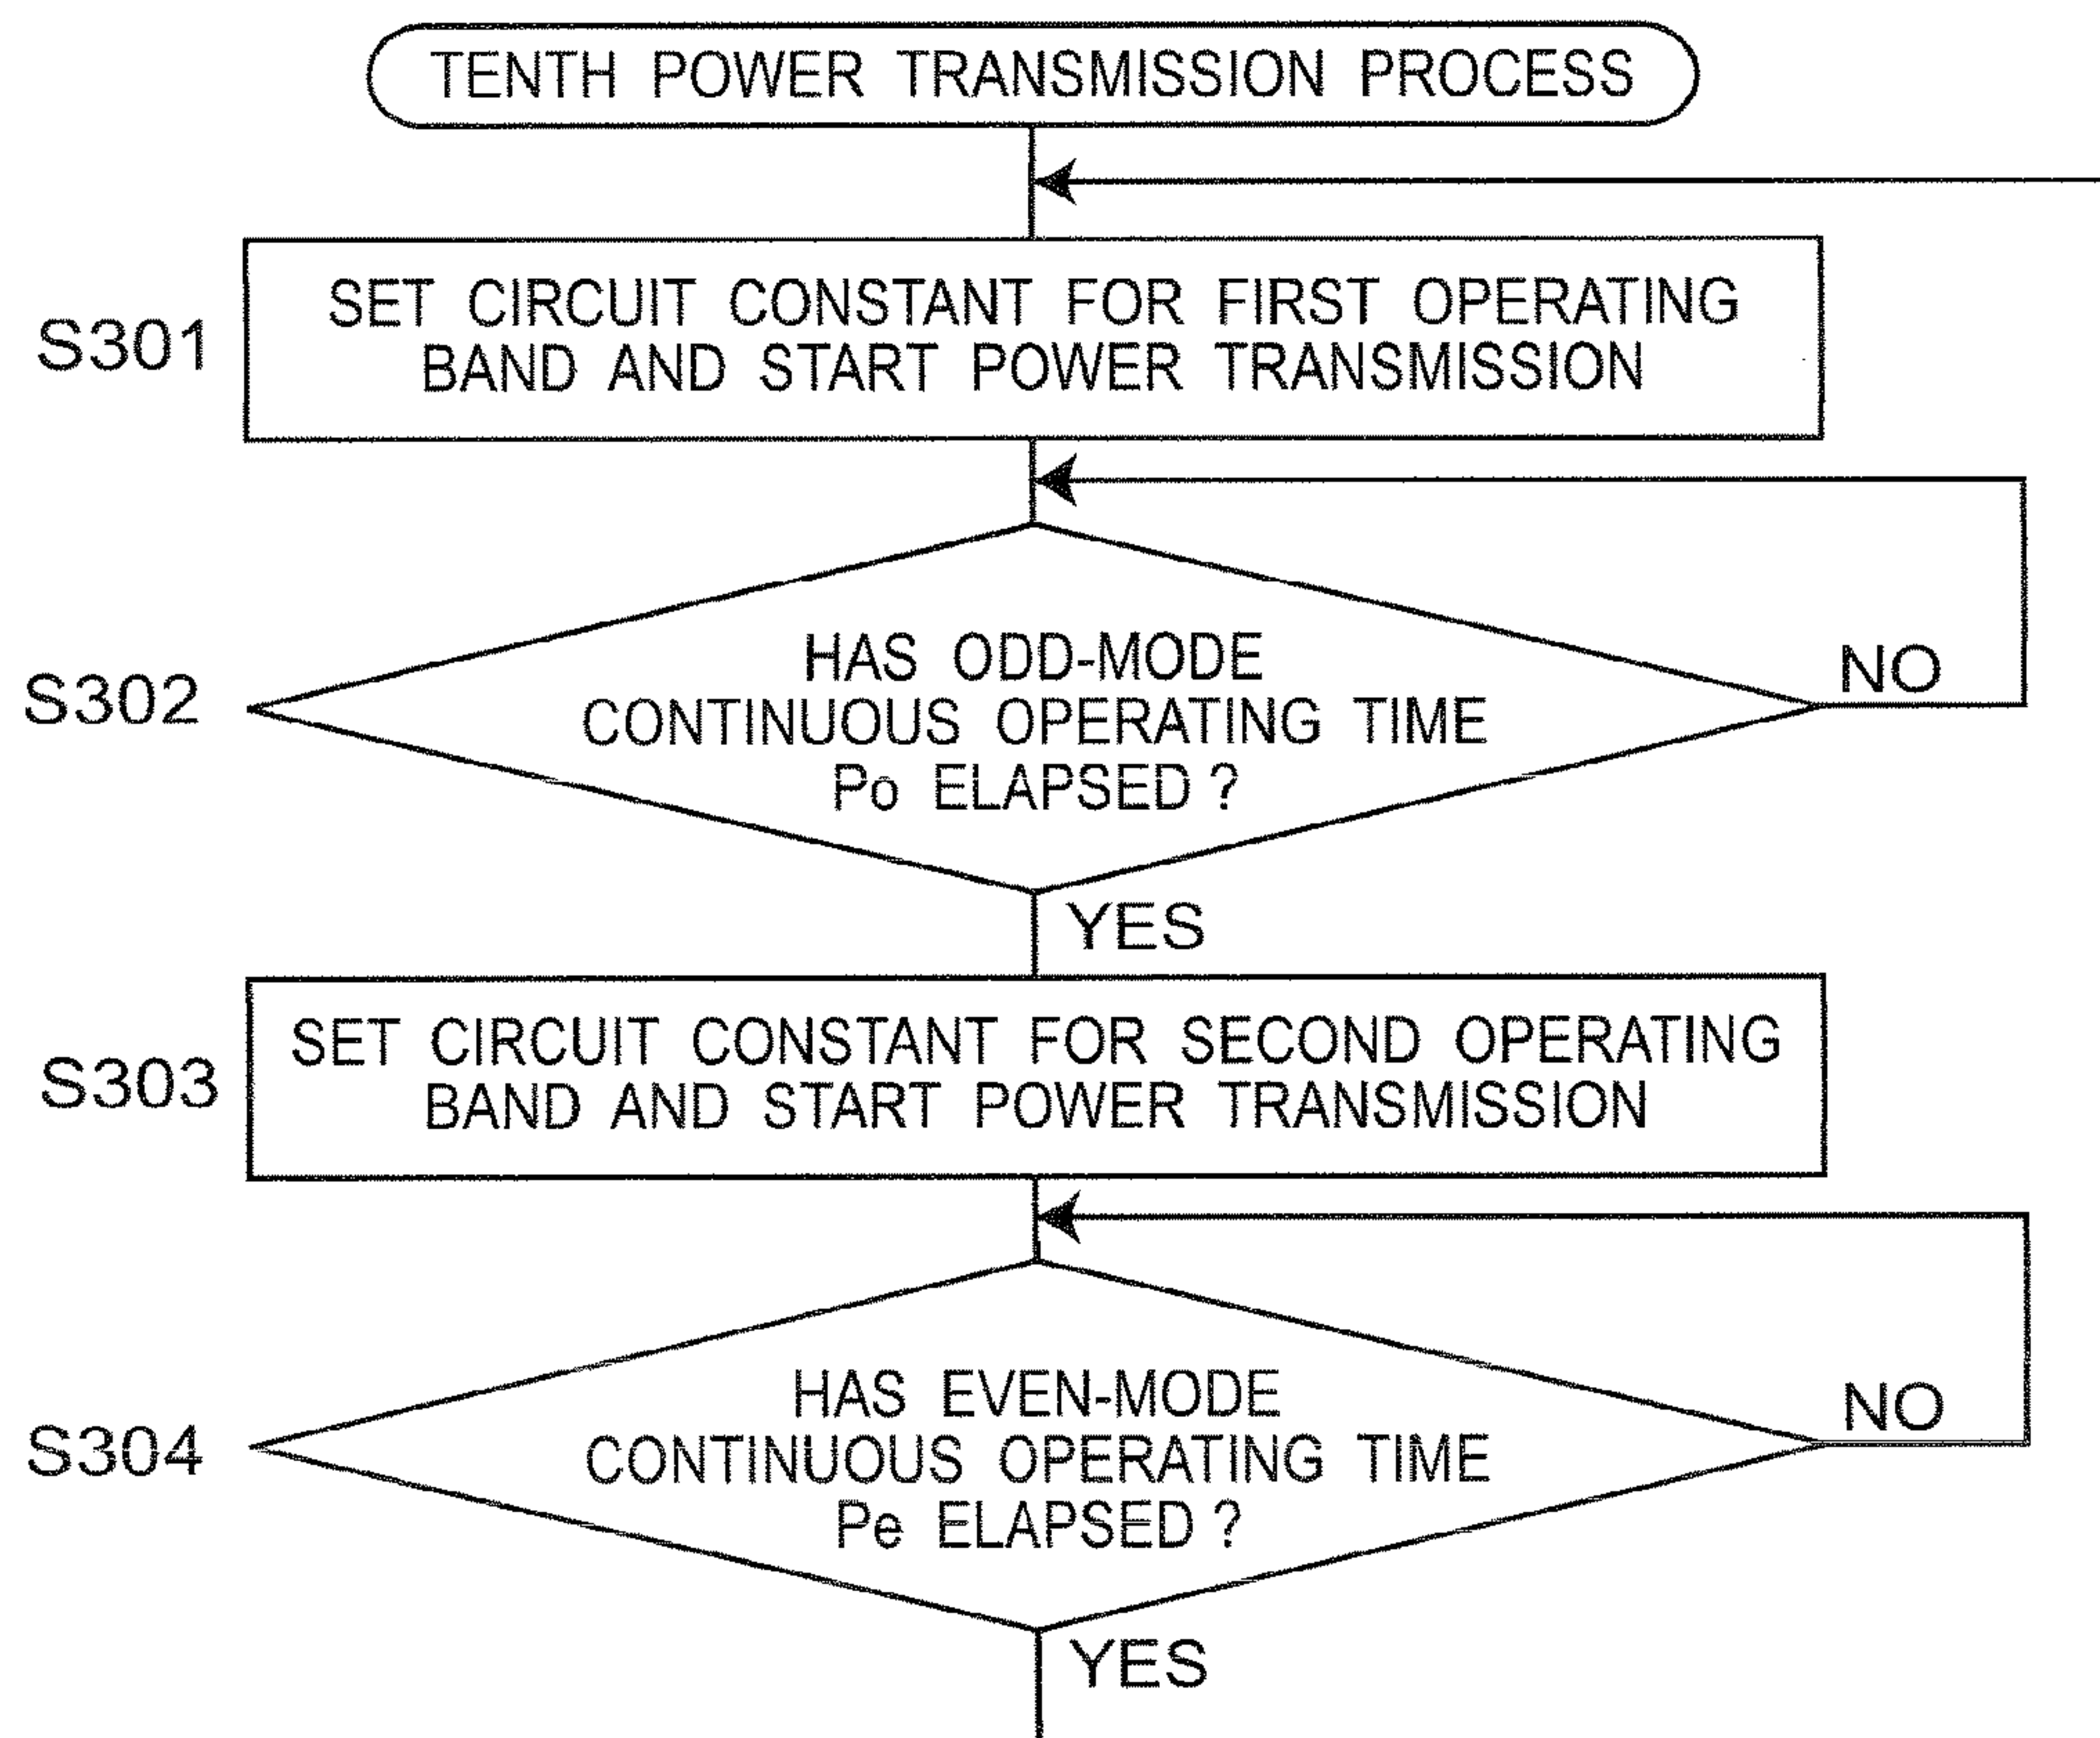 TENTH POWER TRANSMISSION PROCESS
S301
SET CIRCUIT CONSTANT FOR FIRST OPERATING
BAND AND START POWER TRANSMISSION
S302
HAS ODD-MODE
CONTINUOUS OPERATING TIME
Po ELAPSED ?
NO
YES
S303
SET CIRCUIT CONSTANT FOR SECOND OPERATING
BAND AND START POWER TRANSMISSION
S304
HAS EVEN-MODE
CONTINUOUS OPERATING TIME
Pe ELAPSED ?
NO
YES